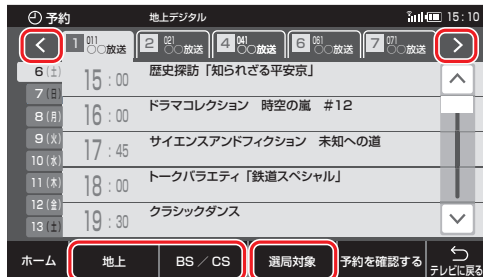 予約 地上デジタル 15:10
1 011 ○○放送 2 021 ○○放送 4 041 ○○放送 6 061 ○○放送 7 071 ○○放送
6(土) 15:00 歴史探訪「知られざる平安京」
7(日)
8(月) 16:00 ドラマコレクション 時空の嵐 #12
9(火) 17:45 サイエンスアンドフィクション 未知への道
10(水)
11(木) 18:00 トークバラエティ「鉄道スペシャル」
12(金) 19:30 クラシックダンス
13(土)
ホーム 地上 BS/CS 選局対象 予約を確認する テレビに戻る